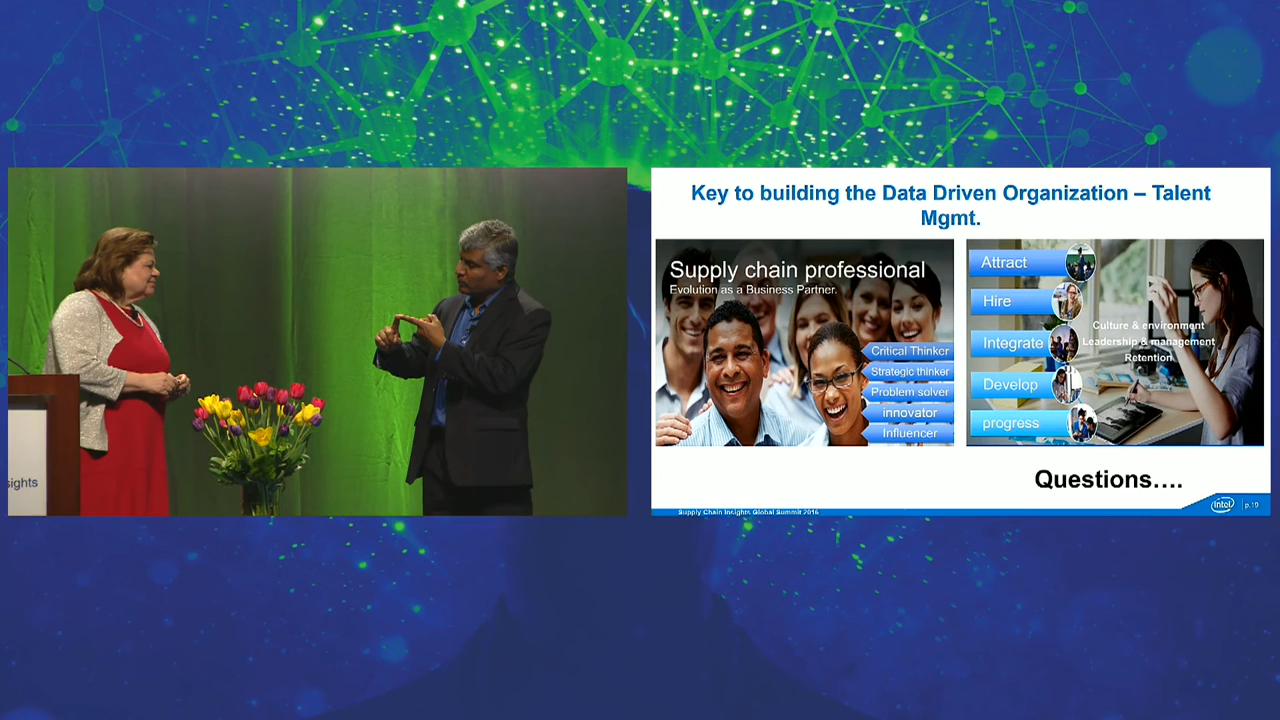 sights
Key to building the Data Driven Organization – Talent
Mgmt.
Supply chain professional
Evolution as a Business Partner.
Critical Thinker
Strategic thinker
Problem solver
innovator
Influencer
Attract
Hire
Integrate
Develop
progress
Culture & environment
Leadership & management
Retention
Questions….
Supply Chain Insights Global Summit 2016
intel
p.19